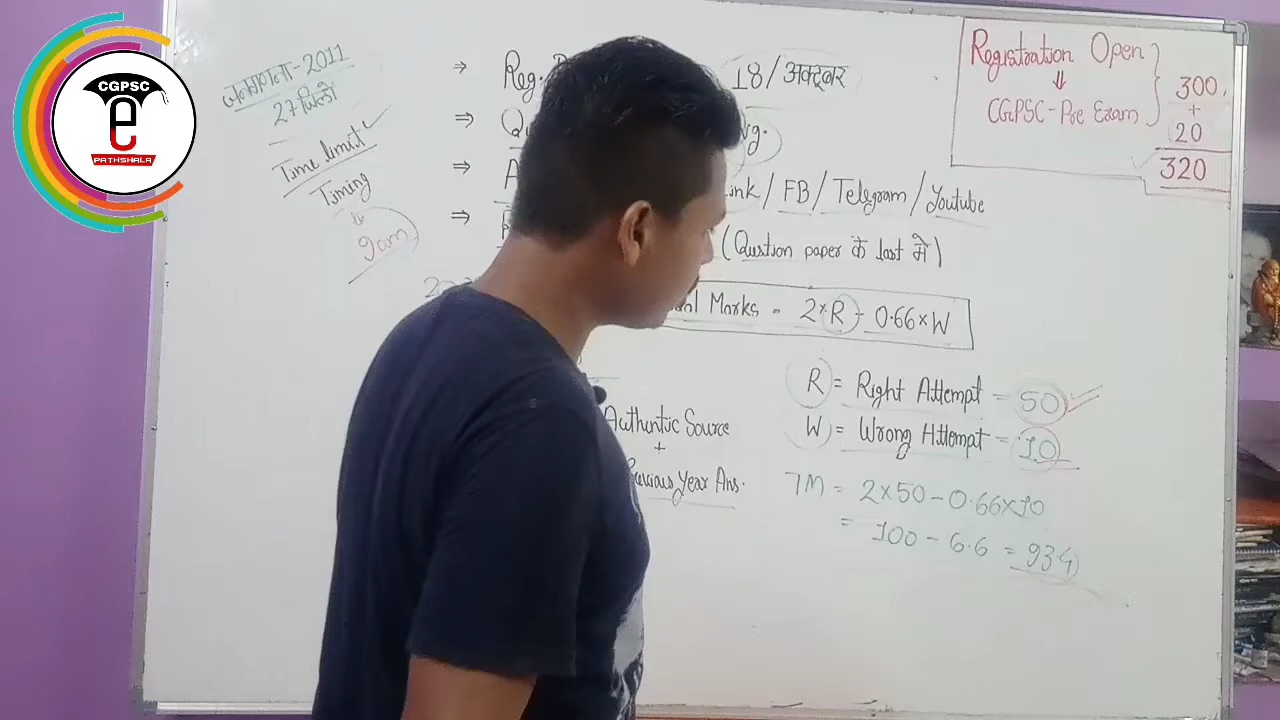 CGPSC
e
PATHSHALA
जनगणना-2011
27 जिलों
Time limit
Timing
9am
⇒ Reg.
18/अक्टूबर
⇒
⇒
Link/ FB/ Telegram/ Youtube
⇒
(Qustion paper के last में)
Marks = 2×R - 0.66×W
R = Right Attempt = 50
W = Wrong Attempt = 10
TM = 2×50-0.66×10
= 100-6.6 = 93.4
Authentic Source
+
Previous Year Ans.
Registration Open
⇓
CGPSC-Pre Exam
300
+
20
320